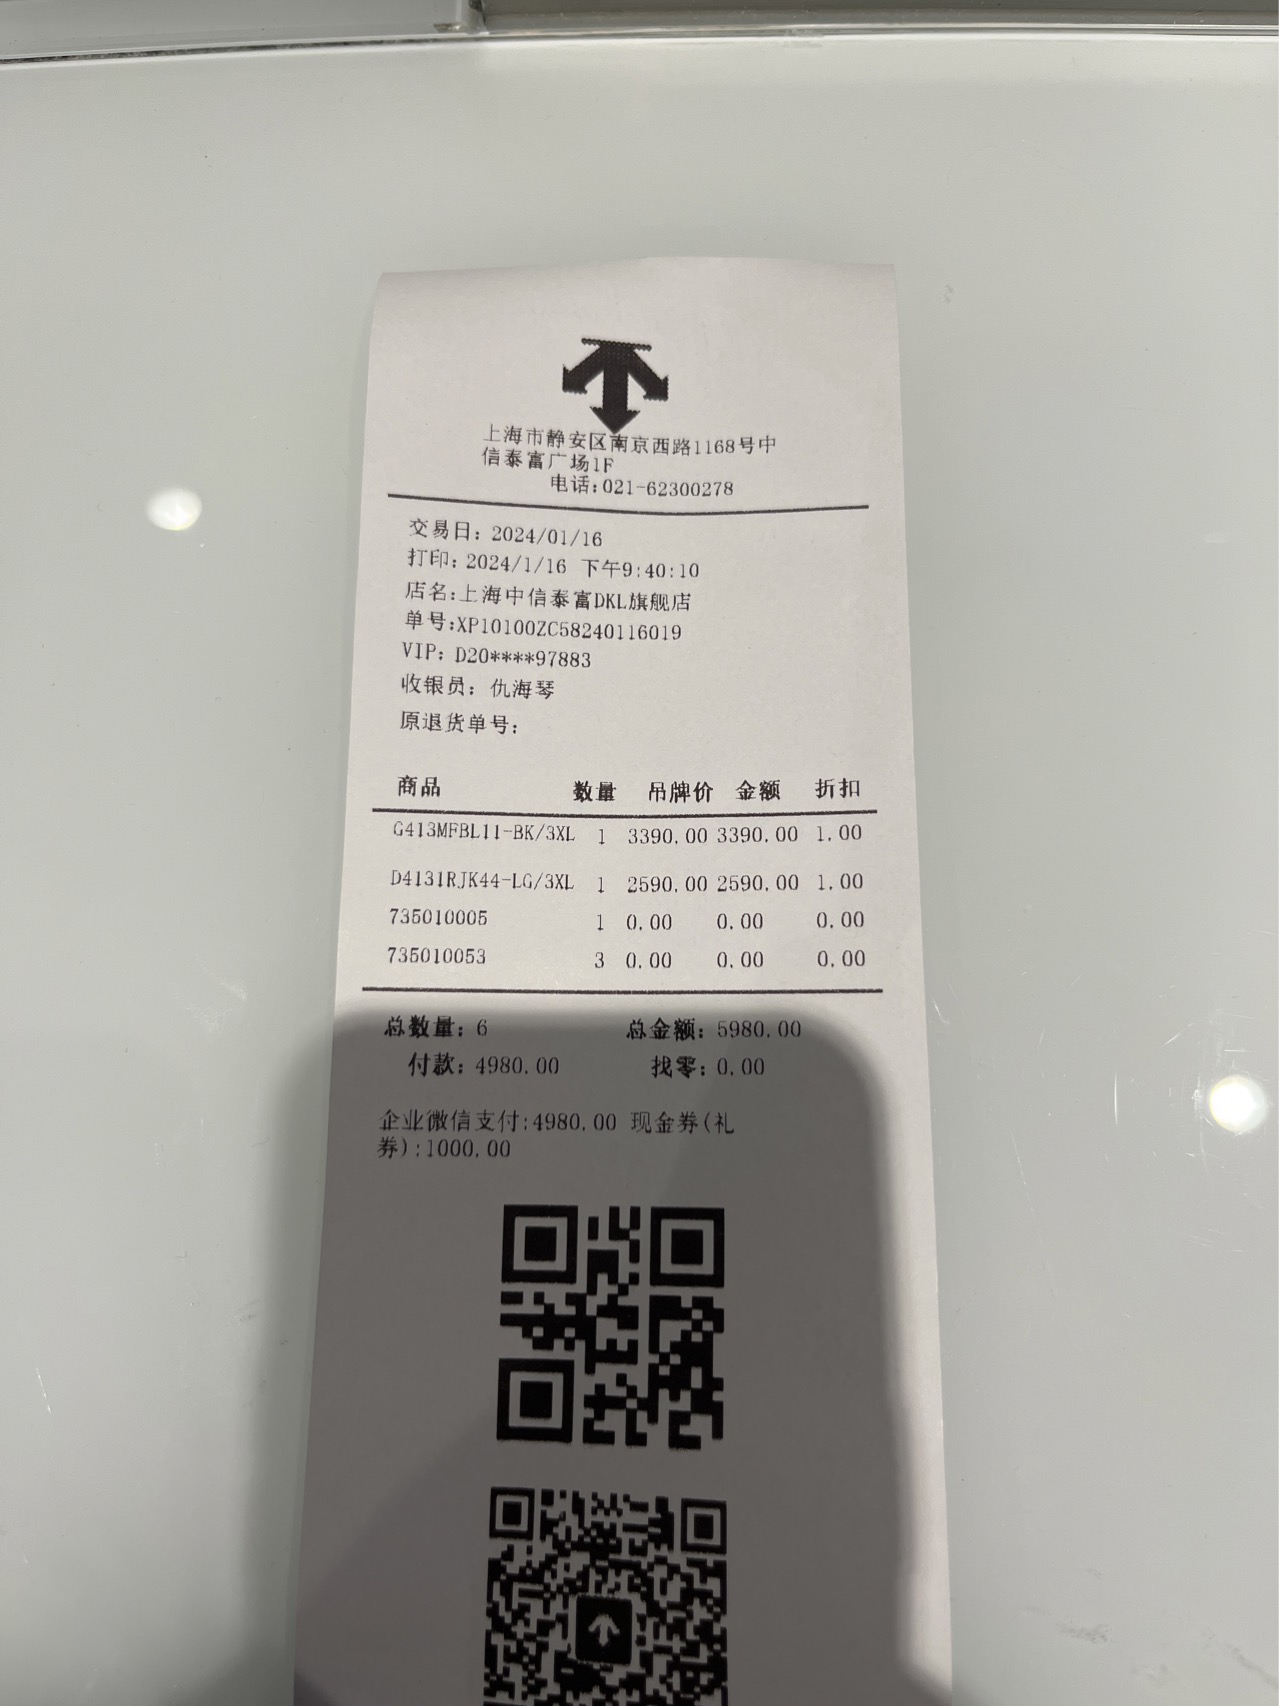 上海市静安区南京西路1168号中
信泰富广场1F
电话:021-62300278
交易日: 2024/01/16
打印: 2024/1/16 下午9:40:10
店名:上海中信泰富DKL旗舰店
单号:XP10100ZC58240116019
VIP: D20****97883
收银员: 仇海琴
原退货单号:
商品 数量 吊牌价 金额 折扣
G413MFBL11-BK/3XL 1 3390.00 3390.00 1.00
D4131RJK44-LG/3XL 1 2590.00 2590.00 1.00
735010005 1 0.00 0.00 0.00
735010053 3 0.00 0.00 0.00
总数量: 6 总金额: 5980.00
付款: 4980.00 找零: 0.00
企业微信支付:4980.00 现金券(礼
券):1000.00